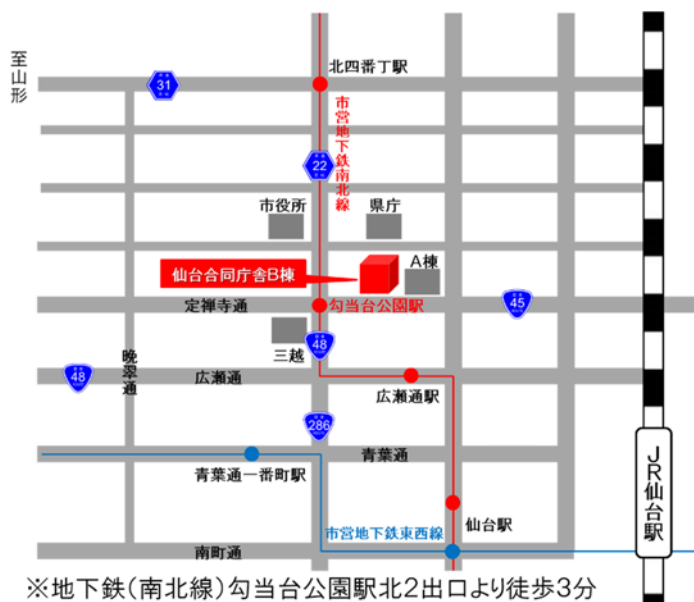 至山形
北四番丁駅
31
市営地下鉄南北線
22
市役所
県庁
仙台合同庁舎B棟
A棟
定禅寺通
勾当台公園駅
45
三越
48
晩翠通
48
広瀬通
広瀬通駅
286
青葉通
青葉通一番町駅
JR仙台駅
仙台駅
市営地下鉄東西線
南町通
※地下鉄(南北線)勾当台公園駅北2出口より徒歩3分